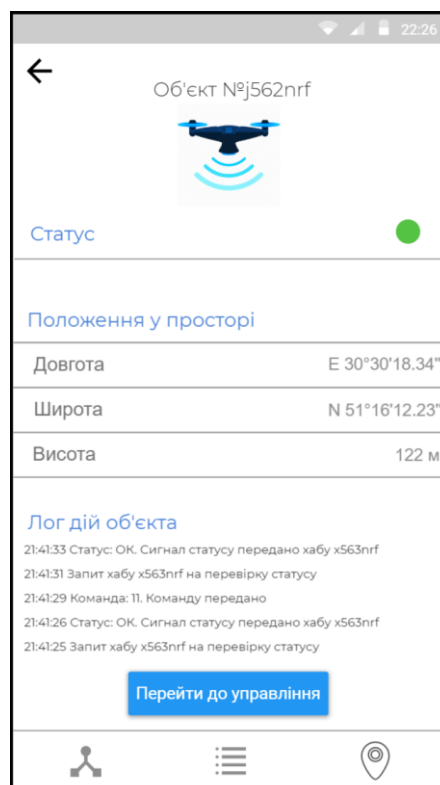 22:26
Об'єкт №j562nrf
Статус
Положення у просторі
Довгота E 30°30'18.34"
Широта N 51°16'12.23"
Висота 122 м
Лог дій об'єкта
21:41:33 Статус: ОК. Сигнал статусу передано хабу x563nrf
21:41:31 Запит хабу x563nrf на перевірку статусу
21:41:29 Команда: 11. Команду передано
21:41:26 Статус: ОК. Сигнал статусу передано хабу x563nrf
21:41:25 Запит хабу x563nrf на перевірку статусу
Перейти до управління